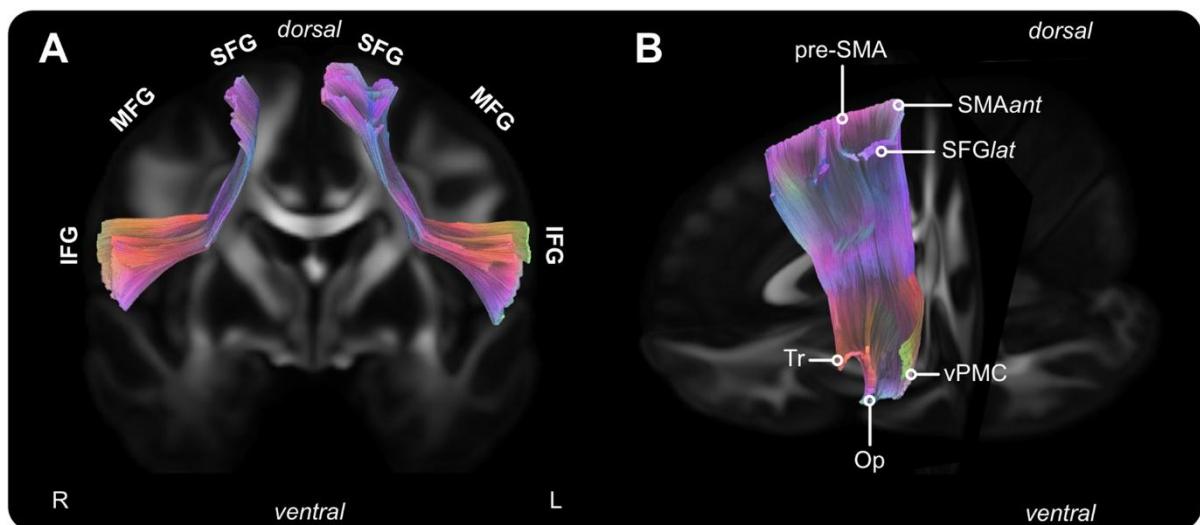 A
dorsal
SFG
SFG
MFG
MFG
IFG
IFG
R
ventral
L
B
dorsal
pre-SMA
SMAant
SFGlat
Tr
vPMC
Op
ventral